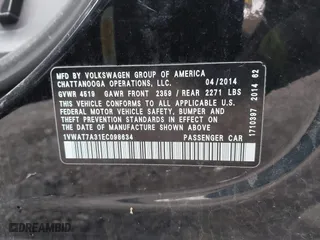 MFD BY VOLKSWAGEN GROUP OF AMERICA
CHATTANOOGA OPERATIONS, LLC. 04/2014
GVWR 4519 GAWR FRONT 2359 / REAR 2271 LBS
THIS VEHICLE CONFORMS TO ALL APPLICABLE
FEDERAL MOTOR VEHICLE
SAFETY, BUMPER, AND
THEFT PREVENTION STANDARDS IN EFFECT ON
THE DATE OF MANUFACTURE SHOWN ABOVE.
1VWAT7A31EC098634 PASSENGER CAR
1710397 2014 62